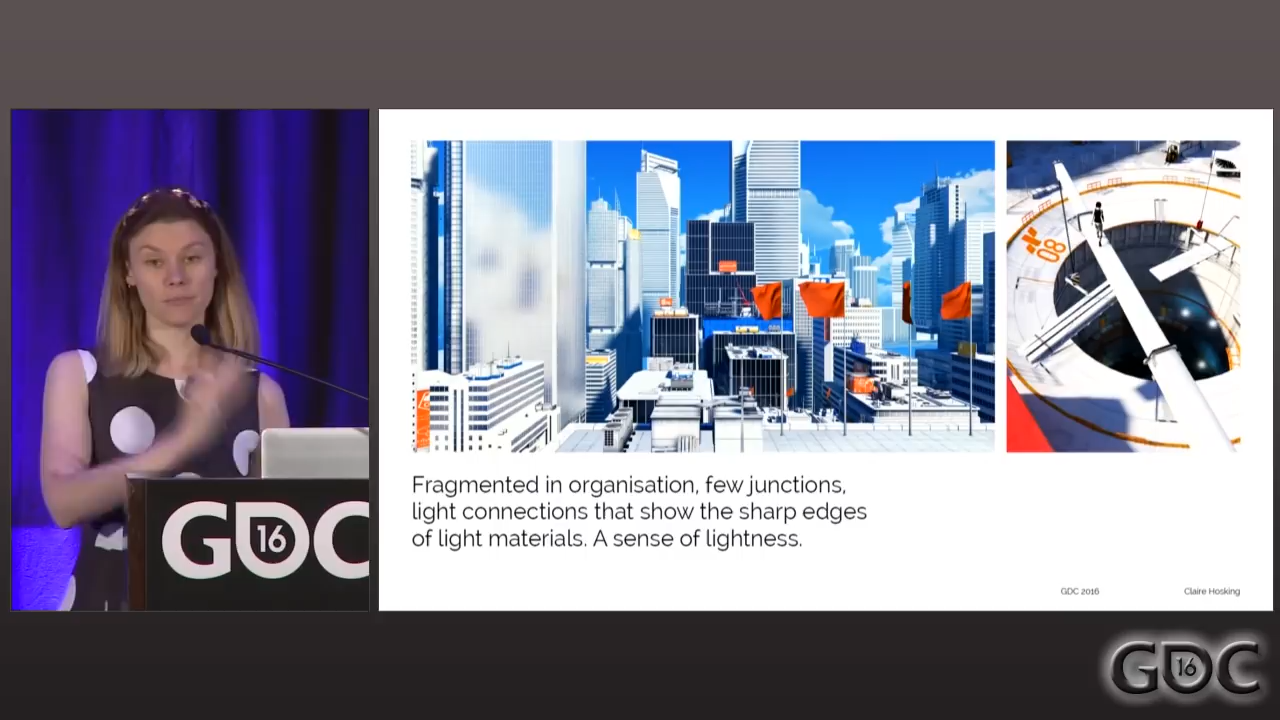 08
Fragmented in organisation, few junctions,
light connections that show the sharp edges
of light materials. A sense of lightness.
GDC 2016
Claire Hosking
GDC
16
GDC
16